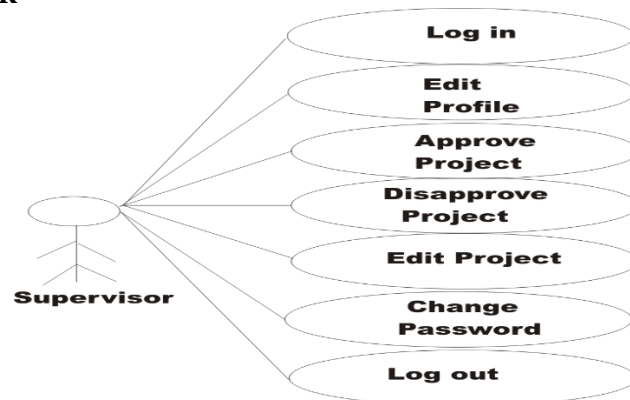 Log in
Edit
Profile
Approve
Project
Disapprove
Project
Edit Project
Supervisor
Change
Password
Log out